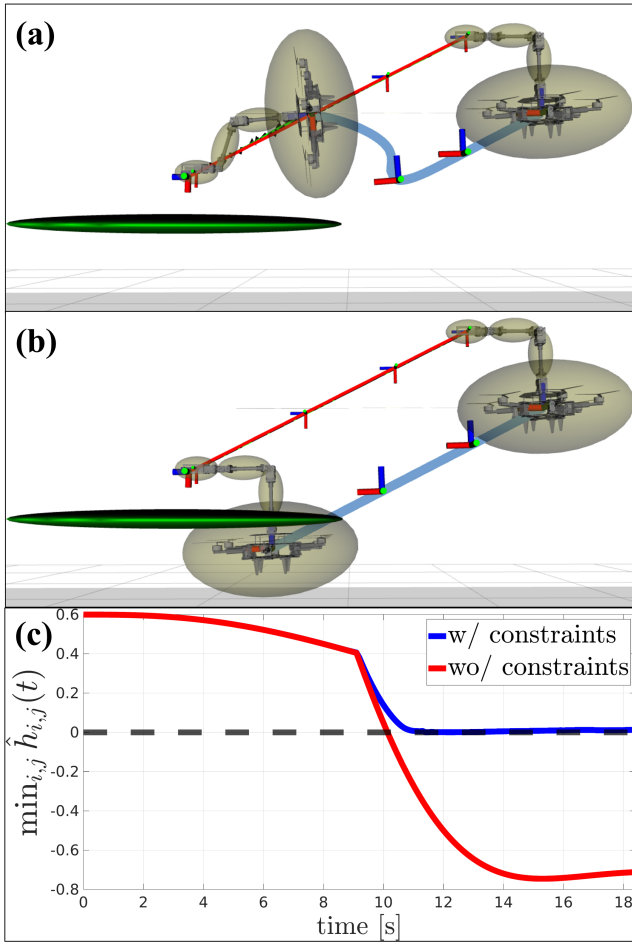 (a)
(b)
(c)
0.6
0.4
0.2
0
-0.2
-0.4
-0.6
-0.8
min_{i,j} ĥ_{i,j}(t)
w/ constraints
wo/ constraints
0 2 4 6 8 10 12 14 16 18
time [s]